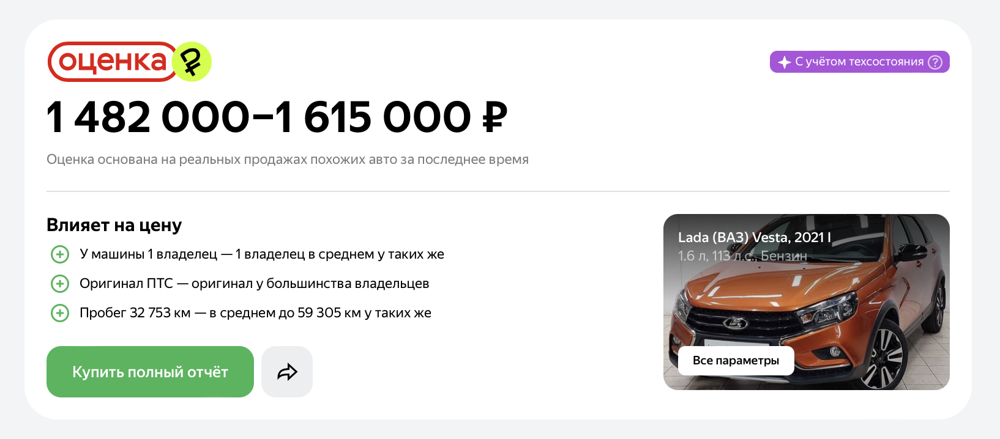 оценка ₽
С учётом техсостояния ?
1 482 000–1 615 000 ₽
Оценка основана на реальных продажах похожих авто за последнее время
Влияет на цену
У машины 1 владелец — 1 владелец в среднем у таких же
Оригинал ПТС — оригинал у большинства владельцев
Пробег 32 753 км — в среднем до 59 305 км у таких же
Купить полный отчёт
Lada (ВАЗ) Vesta, 2021 I
1.6 л, 113 л.с., Бензин
Все параметры